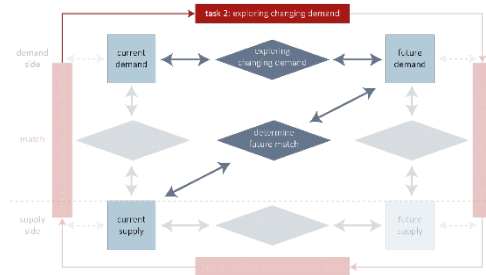 task 2: exploring changing demand
demand
side
current
demand
exploring
changing demand
future
demand
match
determine
future match
supply
side
current
supply
future
supply